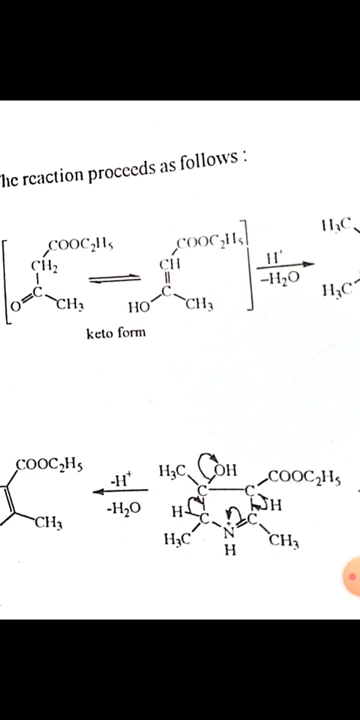 The reaction proceeds as follows :
COOC₂H₅
COOC₂H₅
H₃C
CH₂
CH
H⁺
O
C
CH₃
HO
C
CH₃
–H₂O
H₃C
keto form
COOC₂H₅
-H⁺
H₃C
OH
COOC₂H₅
C
C
H
H
CH₃
-H₂O
C
C
H₃C
N
H
CH₃